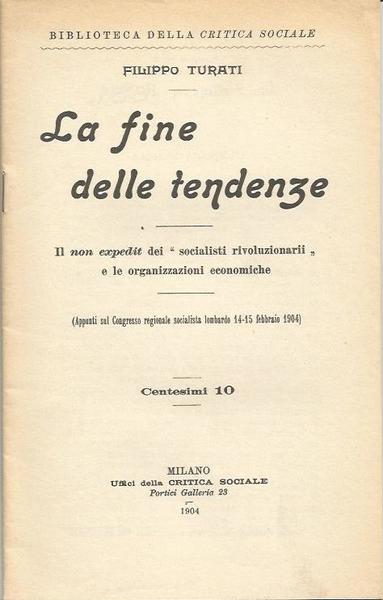 BIBLIOTECA DELLA CRITICA SOCIALE
FILIPPO TURATI
La fine
delle tendenze
Il non expedit dei “ socialisti rivoluzionarii „
e le organizzazioni economiche
(Appunti sul Congresso regionale socialista lombardo 14-15 febbraio 1904)
Centesimi 10
MILANO
Uffici della CRITICA SOCIALE
Portici Galleria 23
1904